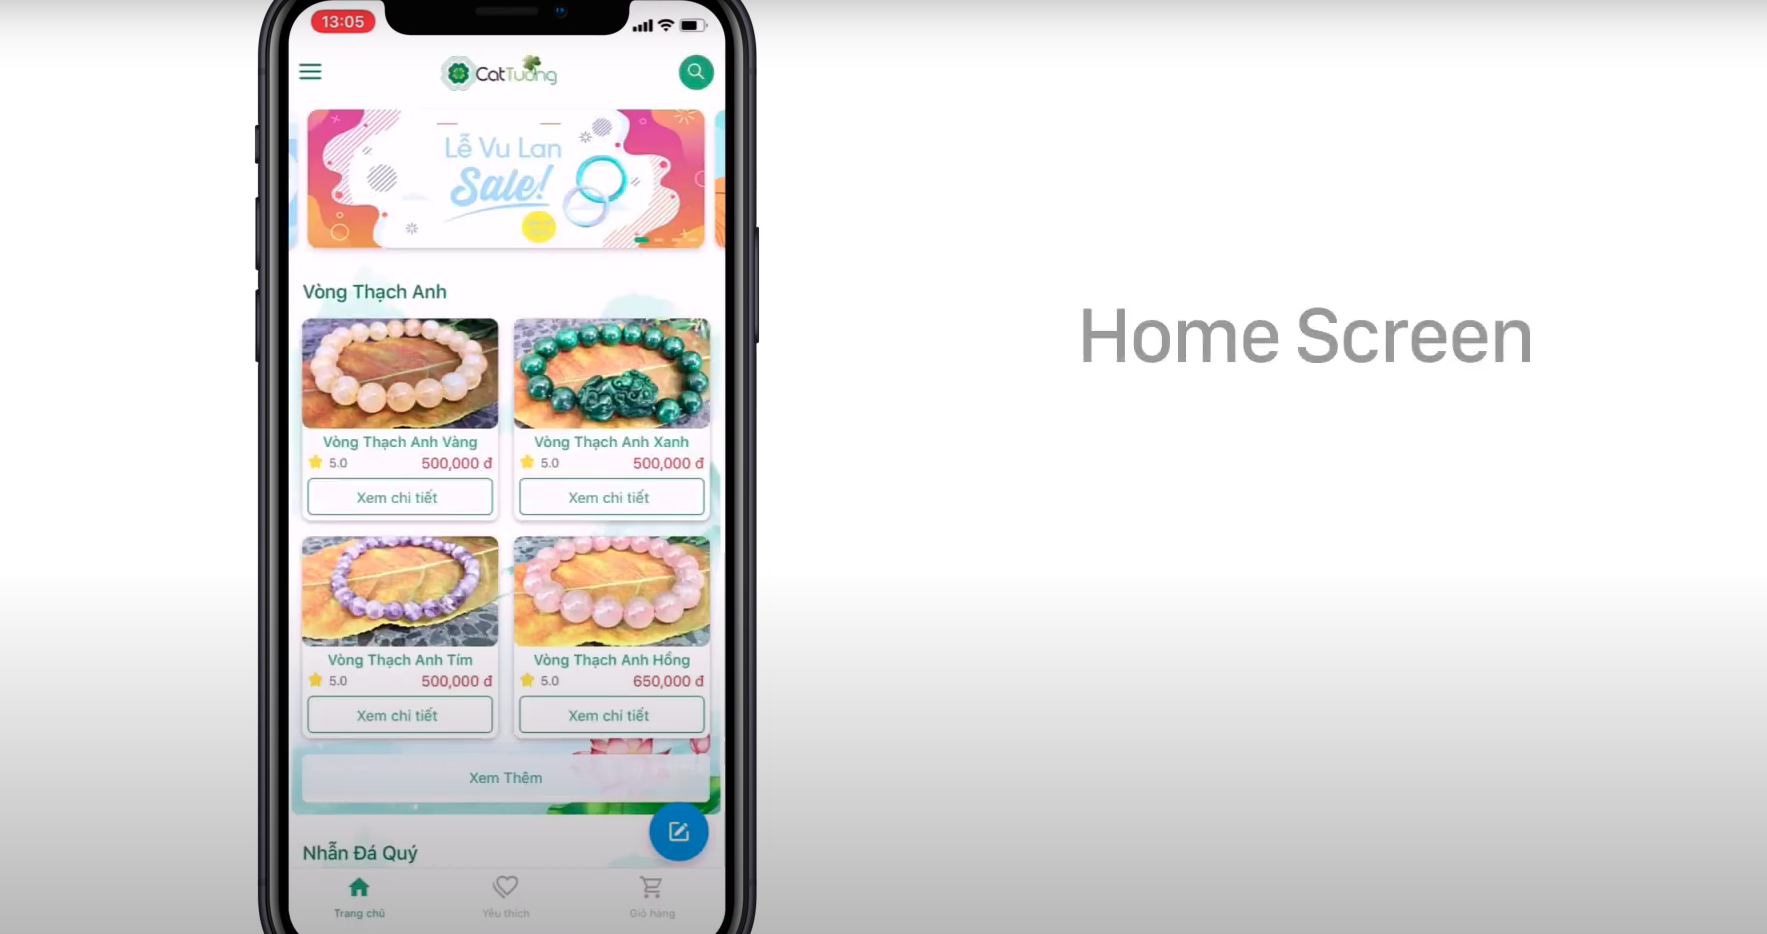 13:05
CatTường
Lễ Vu Lan
Sale!
Vòng Thạch Anh
Vòng Thạch Anh Vàng
5.0 500,000 đ
Xem chi tiết
Vòng Thạch Anh Xanh
5.0 500,000 đ
Xem chi tiết
Vòng Thạch Anh Tím
5.0 500,000 đ
Xem chi tiết
Vòng Thạch Anh Hồng
5.0 650,000 đ
Xem chi tiết
Xem Thêm
Nhẫn Đá Quý
Trang chủ
Yêu thích
Giỏ hàng
Home Screen